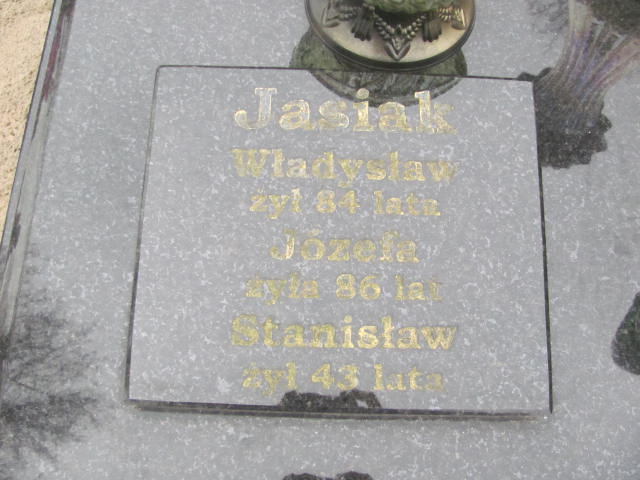 Jasiak
Władysław
żył 84 lata
Józefa
żyła 86 lat
Stanisław
żył 43 lata